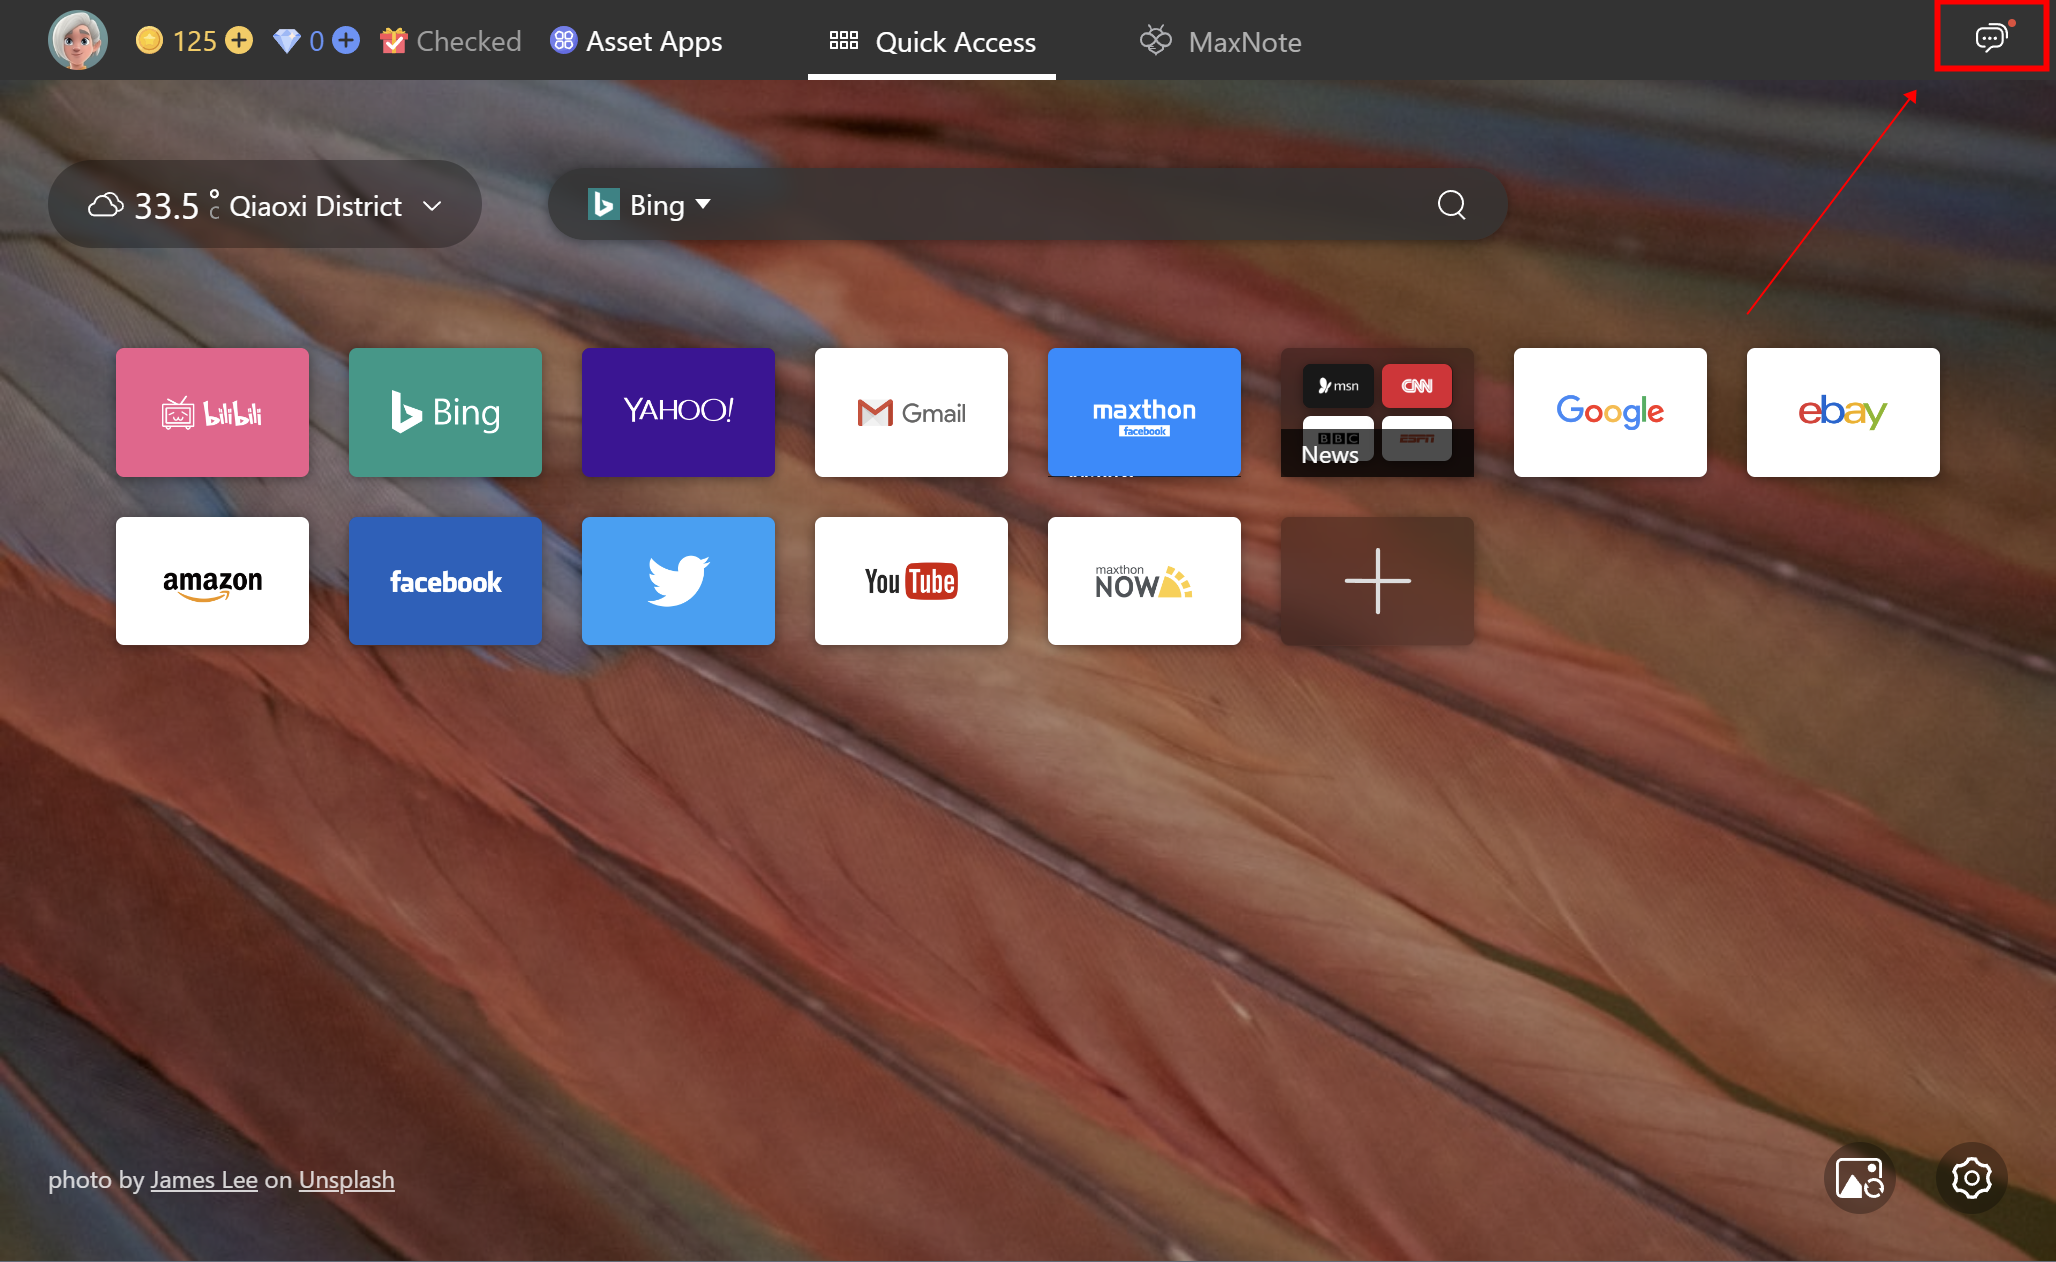 125 0 Checked Asset Apps Quick Access MaxNote
33.5 °c Qiaoxi District
Bing
bilibili
Bing
YAHOO!
Gmail
maxthon
facebook
msn
CNN
BBC
ESPN
News
Google
ebay
amazon
facebook
You Tube
maxthon
NOW
photo by James Lee on Unsplash